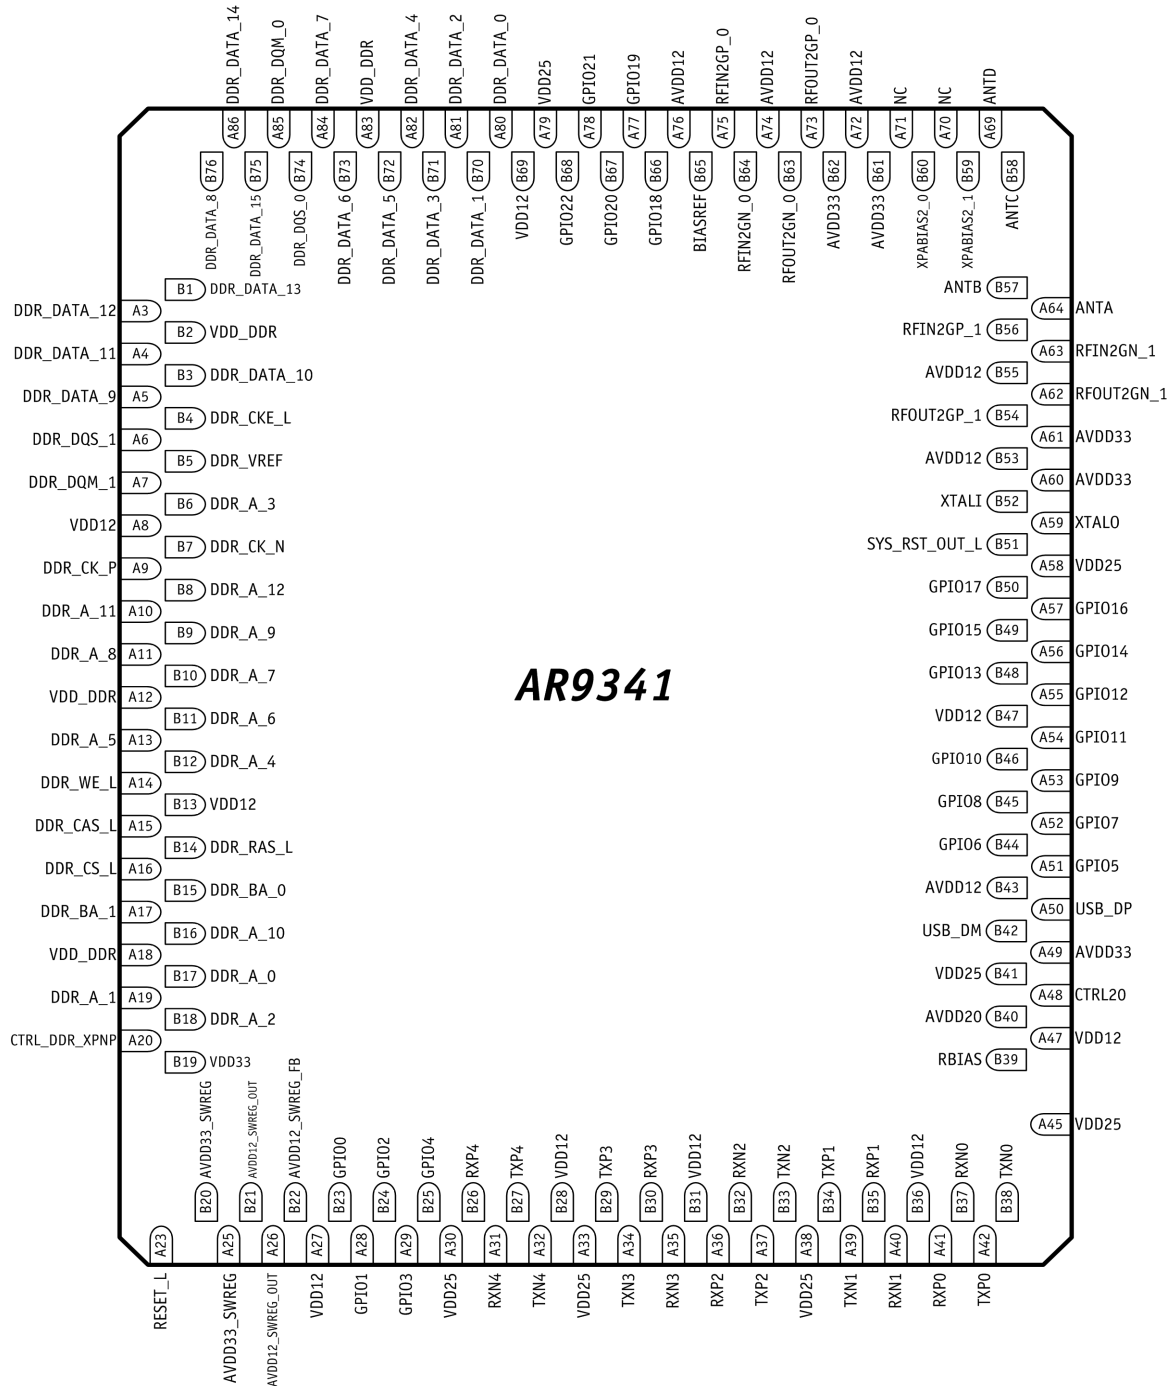 DDR_DATA_14
DDR_DQM_0
DDR_DATA_7
VDD_DDR
DDR_DATA_4
DDR_DATA_2
DDR_DATA_0
VDD25
GPIO21
GPIO19
AVDD12
RFIN2GP_0
AVDD12
RFOUT2GP_0
AVDD12
NC
NC
ANTD
A86
A85
A84
A83
A82
A81
A80
A79
A78
A77
A76
A75
A74
A73
A72
A71
A70
A69
B76
B75
B74
B73
B72
B71
B70
B69
B68
B67
B66
B65
B64
B63
B62
B61
B60
B59
B58
DDR_DATA_8
DDR_DATA_15
DDR_DQS_0
DDR_DATA_6
DDR_DATA_5
DDR_DATA_3
DDR_DATA_1
VDD12
GPIO22
GPIO20
GPIO18
BIASREF
RFIN2GN_0
RFOUT2GN_0
AVDD33
AVDD33
XPABIAS2_0
XPABIAS2_1
ANTC
B1 DDR_DATA_13
DDR_DATA_12 A3
B2 VDD_DDR
DDR_DATA_11 A4
B3 DDR_DATA_10
DDR_DATA_9 A5
B4 DDR_CKE_L
DDR_DQS_1 A6
B5 DDR_VREF
DDR_DQM_1 A7
B6 DDR_A_3
VDD12 A8
B7 DDR_CK_N
DDR_CK_P A9
B8 DDR_A_12
DDR_A_11 A10
B9 DDR_A_9
DDR_A_8 A11
B10 DDR_A_7
VDD_DDR A12
B11 DDR_A_6
DDR_A_5 A13
B12 DDR_A_4
DDR_WE_L A14
B13 VDD12
DDR_CAS_L A15
B14 DDR_RAS_L
DDR_CS_L A16
B15 DDR_BA_0
DDR_BA_1 A17
B16 DDR_A_10
VDD_DDR A18
B17 DDR_A_0
DDR_A_1 A19
B18 DDR_A_2
CTRL_DDR_XPNP A20
B19 VDD33
AR9341
ANTB B57
A64 ANTA
RFIN2GP_1 B56
A63 RFIN2GN_1
AVDD12 B55
A62 RFOUT2GN_1
RFOUT2GP_1 B54
A61 AVDD33
AVDD12 B53
A60 AVDD33
XTALI B52
A59 XTALO
SYS_RST_OUT_L B51
A58 VDD25
GPIO17 B50
A57 GPIO16
GPIO15 B49
A56 GPIO14
GPIO13 B48
A55 GPIO12
VDD12 B47
A54 GPIO11
GPIO10 B46
A53 GPIO9
GPIO8 B45
A52 GPIO7
GPIO6 B44
A51 GPIO5
AVDD12 B43
A50 USB_DP
USB_DM B42
A49 AVDD33
VDD25 B41
A48 CTRL20
AVDD20 B40
A47 VDD12
RBIAS B39
A45 VDD25
AVDD33_SWREG
AVDD12_SWREG_OUT
AVDD12_SWREG_FB
GPIO0
GPIO2
GPIO4
RXP4
TXP4
VDD12
TXP3
RXP3
VDD12
RXN2
TXN2
TXP1
RXP1
VDD12
RXN0
TXN0
B20
B21
B22
B23
B24
B25
B26
B27
B28
B29
B30
B31
B32
B33
B34
B35
B36
B37
B38
A23
A25
A26
A27
A28
A29
A30
A31
A32
A33
A34
A35
A36
A37
A38
A39
A40
A41
A42
RESET_L
AVDD33_SWREG
AVDD12_SWREG_OUT
VDD12
GPIO1
GPIO3
VDD25
RXN4
TXN4
VDD25
TXN3
RXN3
RXP2
TXP2
VDD25
TXN1
RXN1
RXP0
TXP0